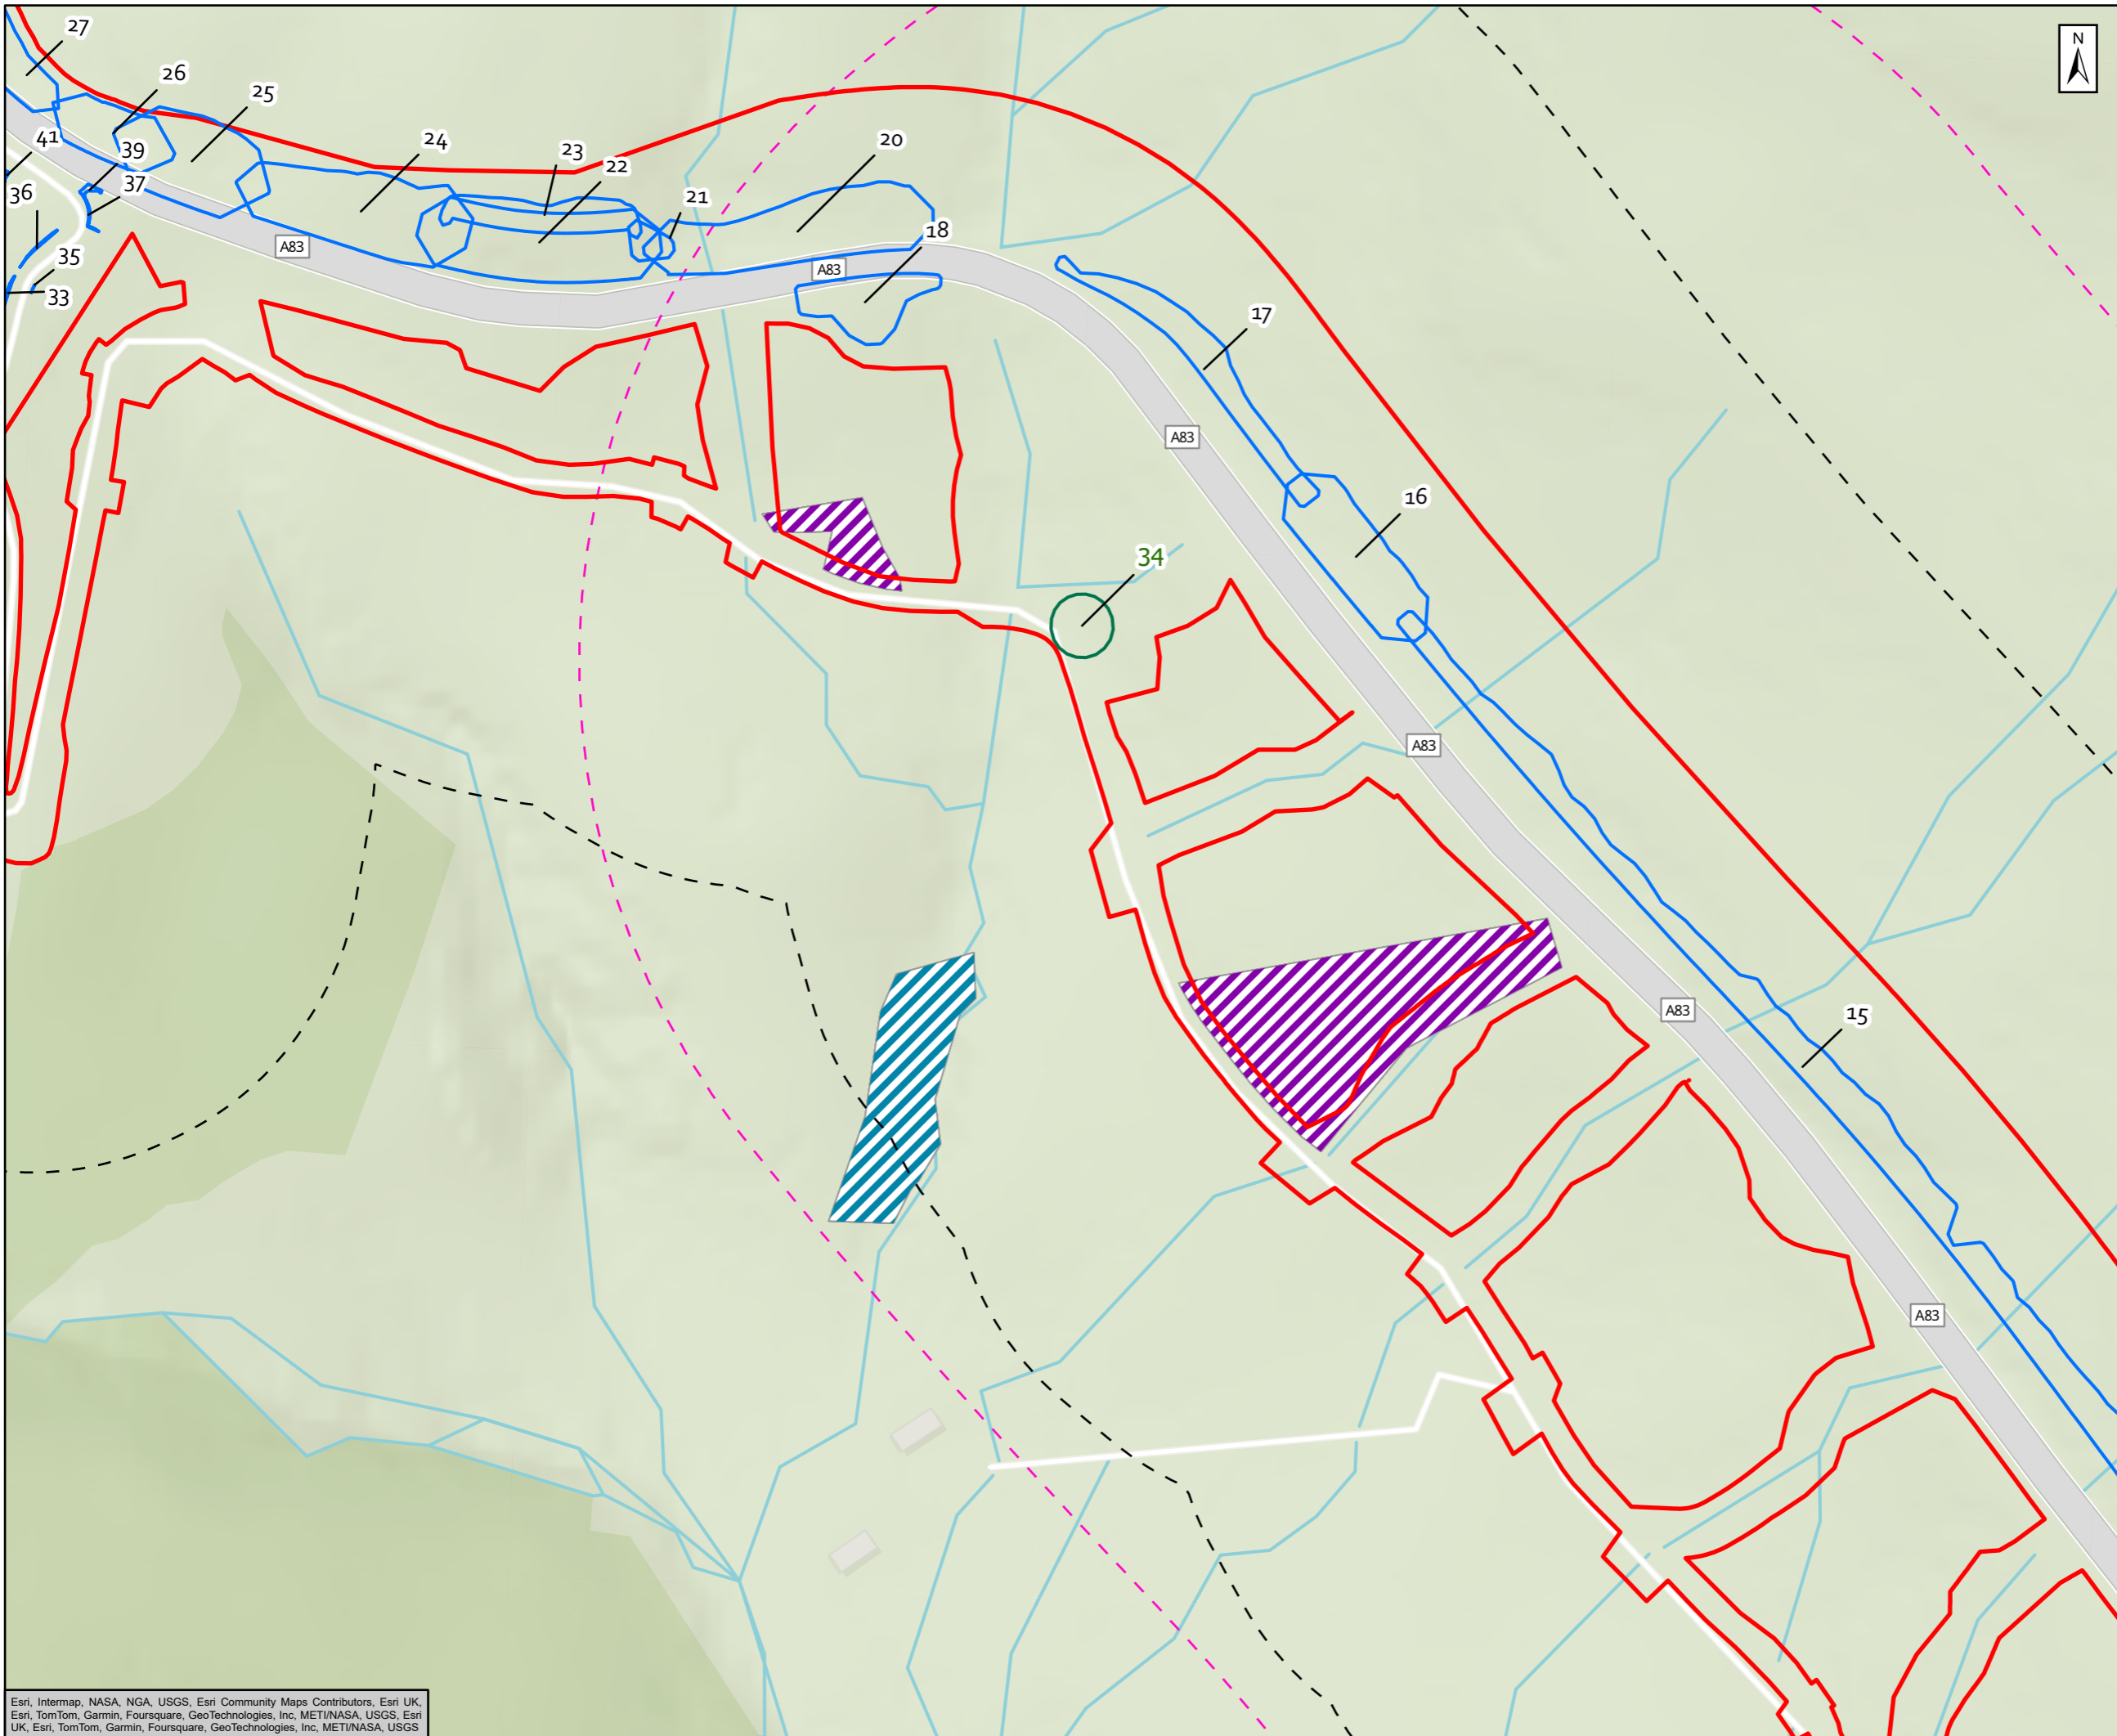 27
N
26
25
24
23
22
20
41
39
37
36
21
18
A83
A83
35
33
17
A83
16
34
A83
A83
15
A83
Esri, Intermap, NASA, NGA, USGS, Esri Community Maps Contributors, Esri UK,
Esri, TomTom, Garmin, Foursquare, GeoTechnologies, Inc, METI/NASA, USGS, Esri
UK, Esri, TomTom, Garmin, Foursquare, GeoTechnologies, Inc, METI/NASA, USGS